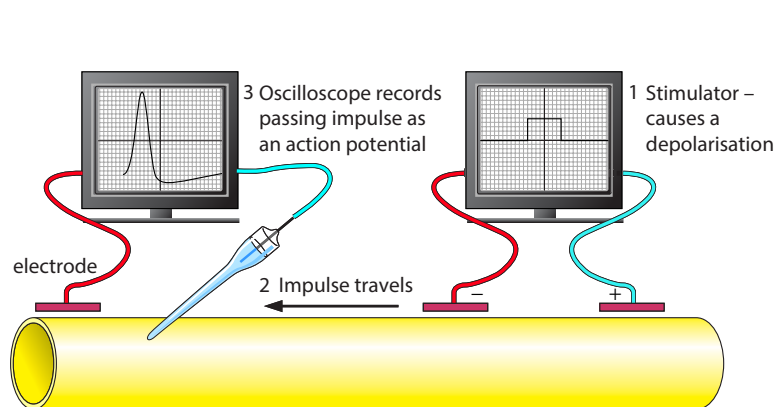 3 Oscilloscope records
passing impulse as
an action potential
1 Stimulator –
causes a
depolarisation
electrode
2 Impulse travels
–
+